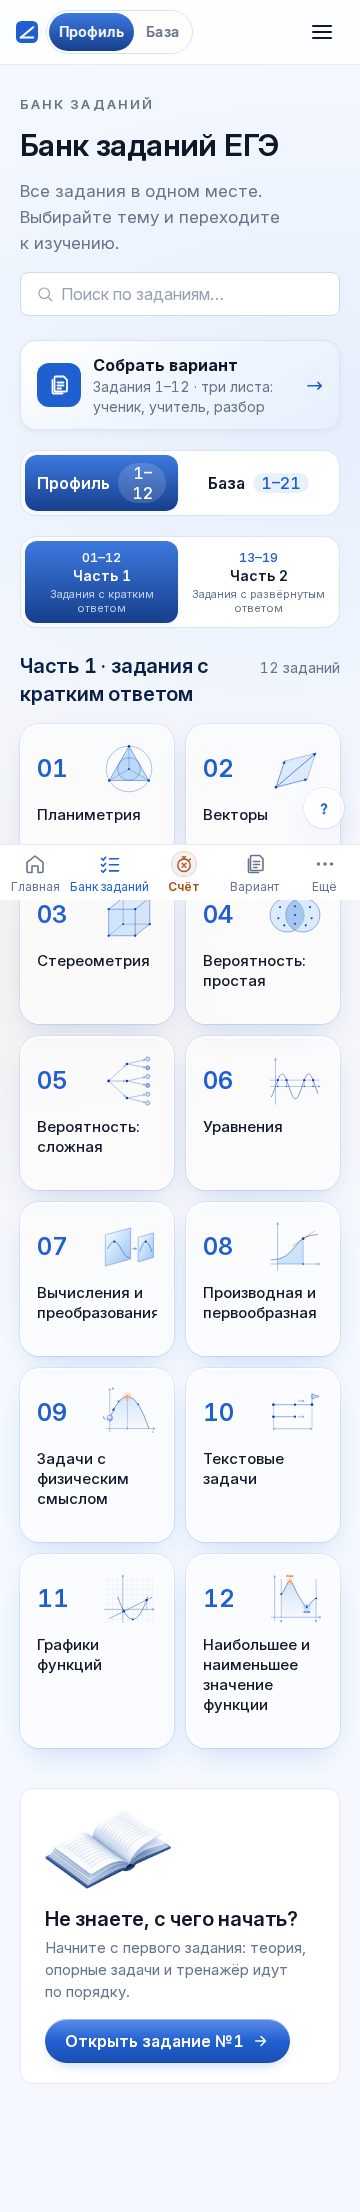 Профиль База
БАНК ЗАДАНИЙ
Банк заданий ЕГЭ
Все задания в одном месте.
Выбирайте тему и переходите
к изучению.
Поиск по заданиям...
Собрать вариант
Задания 1–12 · три листа:
ученик, учитель, разбор
→
Профиль 1–
12
База 1–21
01–12
Часть 1
Задания с кратким
ответом
13–19
Часть 2
Задания с развёрнутым
ответом
Часть 1 · задания с
кратким ответом
12 заданий
01
Планиметрия
02
Векторы
?
Главная
Банк заданий
Счёт
Вариант
Ещё
03
Стереометрия
04
Вероятность:
простая
05
Вероятность:
сложная
06
Уравнения
07
Вычисления и
преобразования
08
Производная и
первообразная
09
Задачи с
физическим
смыслом
10
Текстовые
задачи
11
Графики
функций
12
Наибольшее и
наименьшее
значение
функции
Не знаете, с чего начать?
Начните с первого задания: теория,
опорные задачи и тренажёр идут
по порядку.
Открыть задание №1 →